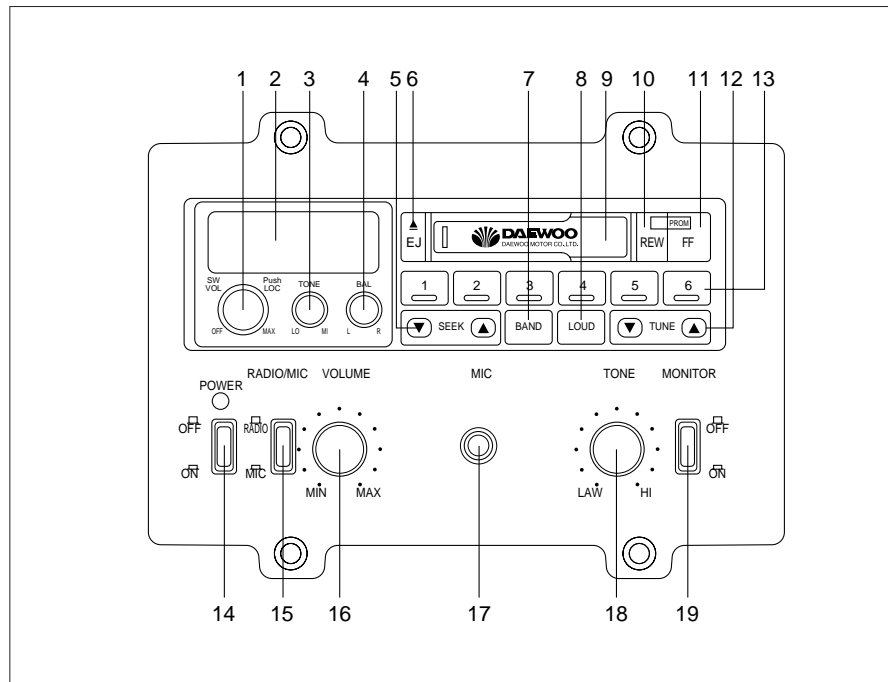 1 2 3 4 5 6 7 8 9 10 11 12 13
PROM
EJ DAEWOO REW FF
DAEWOO MOTOR CO.LTD.
SW VOL Push LOC TONE BAL
1 2 3 4 5 6
OFF MAX LO MI L R
SEEK BAND LOUD TUNE
RADIO/MIC VOLUME MIC TONE MONITOR
POWER
OFF RADIO OFF
ON MIC ON
MIN MAX LAW HI
14 15 16 17 18 19